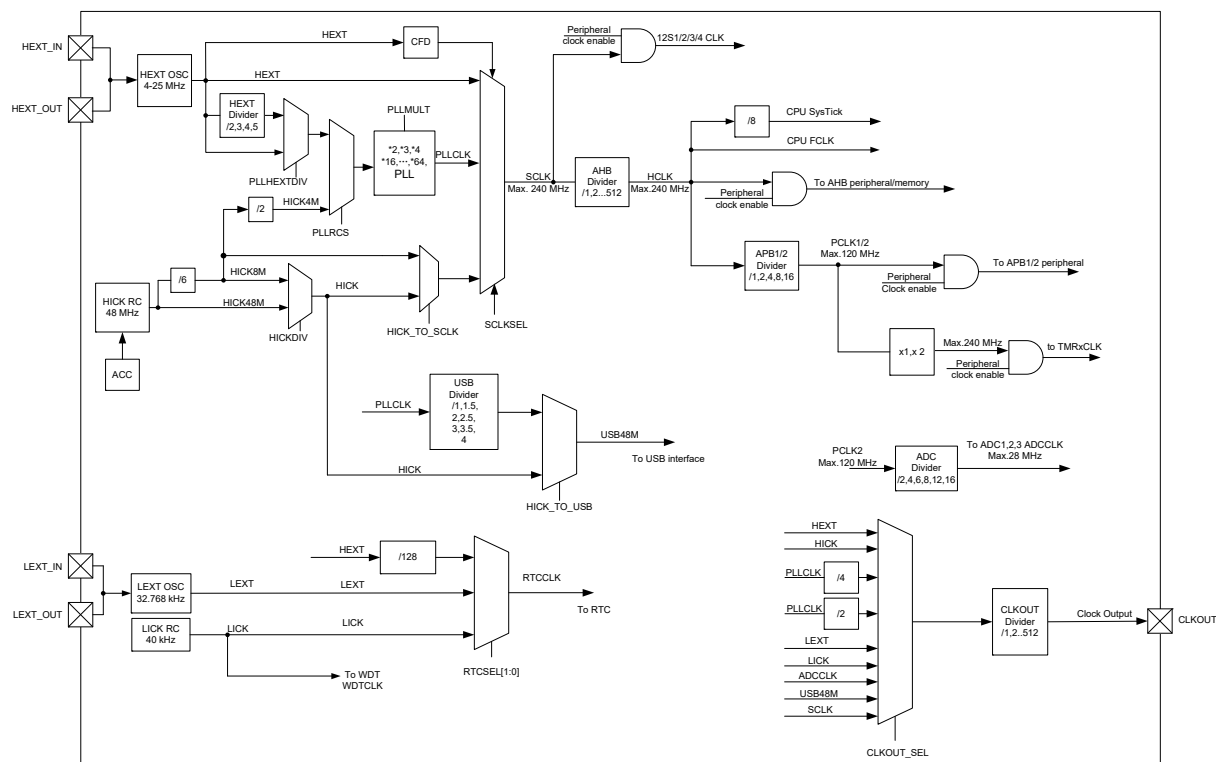 HEXT_IN
HEXT_OUT
HEXT OSC
4-25 MHz
HEXT
CFD
HEXT
HEXT
Divider
/2,3,4,5
PLLHEXTDIV
PLLMULT
*2,*3,*4
*16,...,*64,
PLL
PLLCLK
/2
HICK4M
PLLRCS
/6
HICK8M
HICK RC
48 MHz
HICK48M
HICKDIV
ACC
HICK
HICK_TO_SCLK
SCLKSEL
Peripheral
clock enable
12S1/2/3/4 CLK
SCLK
Max. 240 MHz
AHB
Divider
/1,2...512
HCLK
Max.240 MHz
/8
CPU SysTick
CPU FCLK
Peripheral
clock enable
To AHB peripheral/memory
APB1/2
Divider
/1,2,4,8,16
PCLK1/2
Max.120 MHz
Peripheral
Clock enable
To APB1/2 peripheral
x1,x 2
Max.240 MHz
Peripheral
clock enable
to TMRxCLK
PLLCLK
USB
Divider
/1,1.5,
2,2.5,
3,3.5,
4
HICK
HICK_TO_USB
USB48M
To USB interface
PCLK2
Max.120 MHz
ADC
Divider
/2,4,6,8,12,16
To ADC1,2,3 ADCCLK
Max.28 MHz
LEXT_IN
LEXT_OUT
LEXT OSC
32.768 kHz
LEXT
LICK RC
40 kHz
LICK
HEXT
/128
LEXT
LICK
RTCSEL[1:0]
RTCCLK
To RTC
To WDT
WDTCLK
HEXT
HICK
PLLCLK
/4
PLLCLK
/2
LEXT
LICK
ADCCLK
USB48M
SCLK
CLKOUT_SEL
CLKOUT
Divider
/1,2..512
Clock Output
CLKOUT